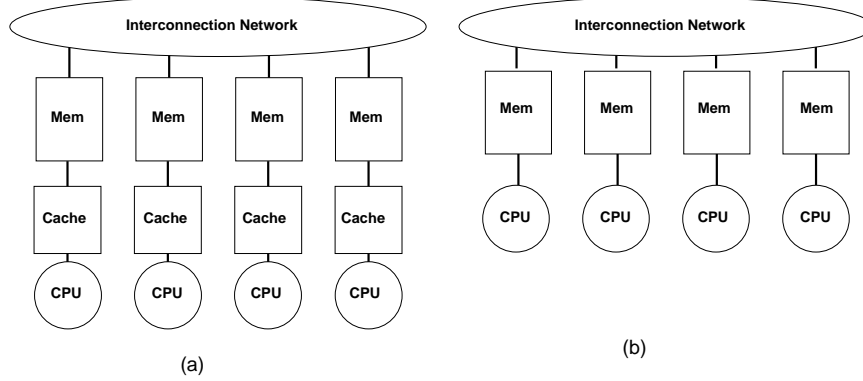 Interconnection Network
Mem Mem Mem Mem
Cache Cache Cache Cache
CPU CPU CPU CPU
(a)
Interconnection Network
Mem Mem Mem Mem
CPU CPU CPU CPU
(b)